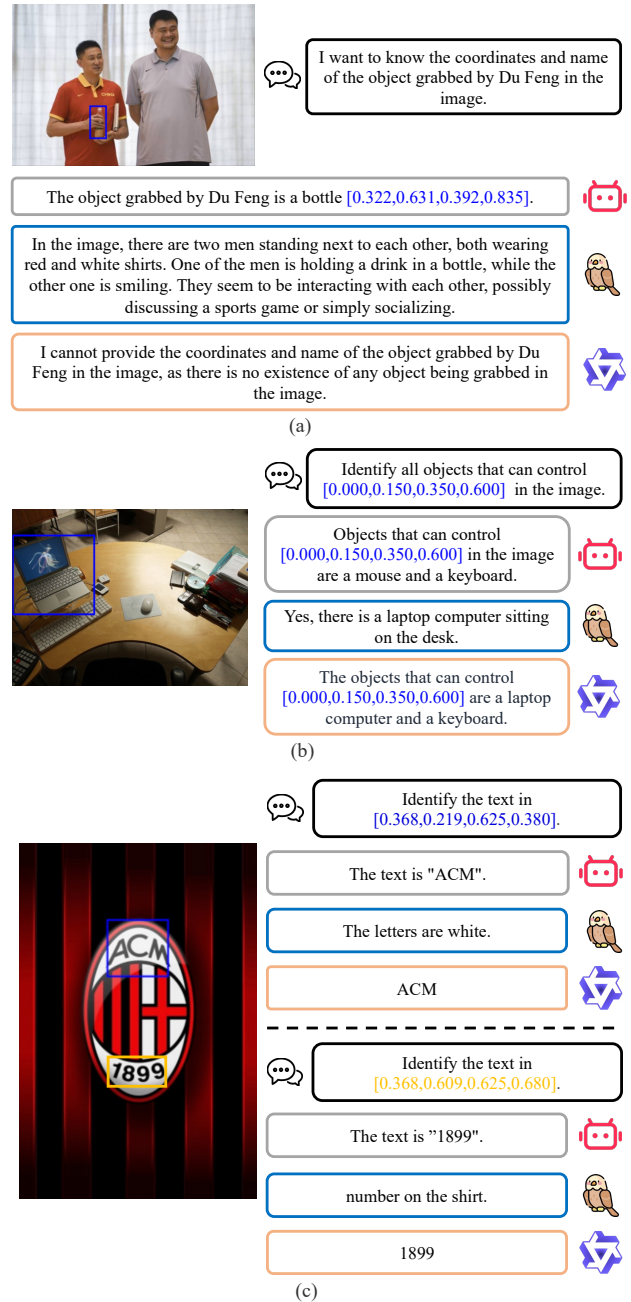 I want to know the coordinates and name
of the object grabbed by Du Feng in the
image.
The object grabbed by Du Feng is a bottle [0.322,0.631,0.392,0.835].
In the image, there are two men standing next to each other, both wearing
red and white shirts. One of the men is holding a drink in a bottle, while the
other one is smiling. They seem to be interacting with each other, possibly
discussing a sports game or simply socializing.
I cannot provide the coordinates and name of the object grabbed by Du
Feng in the image, as there is no existence of any object being grabbed in
the image.
(a)
Identify all objects that can control
[0.000,0.150,0.350,0.600] in the image.
Objects that can control
[0.000,0.150,0.350,0.600] in the image
are a mouse and a keyboard.
Yes, there is a laptop computer sitting
on the desk.
The objects that can control
[0.000,0.150,0.350,0.600] are a laptop
computer and a keyboard.
(b)
Identify the text in
[0.368,0.219,0.625,0.380].
The text is "ACM".
The letters are white.
ACM
ACM
1899
Identify the text in
[0.368,0.609,0.625,0.680].
The text is ”1899".
number on the shirt.
1899
(c)